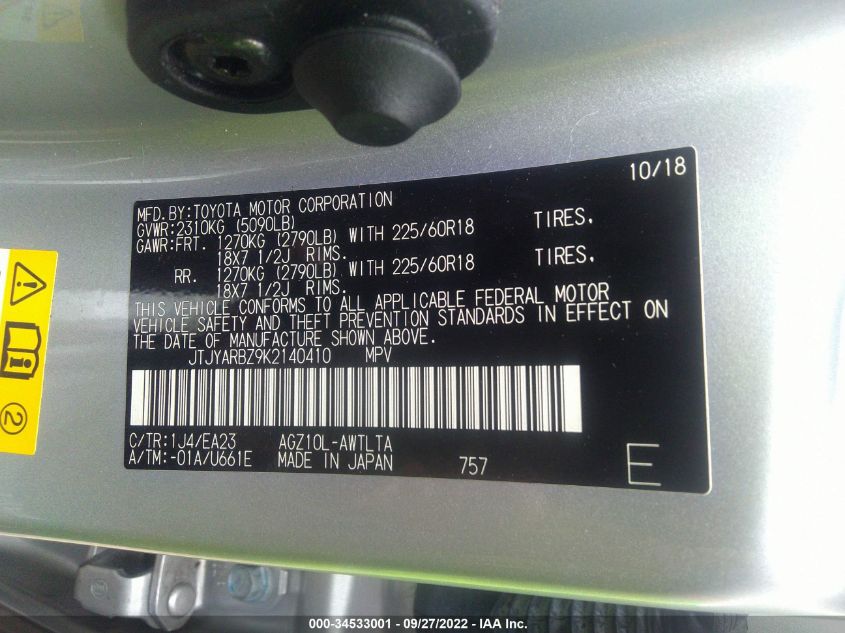 10/18
MFD.BY:TOYOTA MOTOR CORPORATION
GVWR:2310KG (5090LB)
GAWR:FRT. 1270KG (2790LB) WITH 225/60R18 TIRES,
18X7 1/2J RIMS.
RR. 1270KG (2790LB) WITH 225/60R18 TIRES,
18X7 1/2J RIMS.
THIS VEHICLE CONFORMS TO ALL APPLICABLE FEDERAL MOTOR
VEHICLE SAFETY AND THEFT PREVENTION STANDARDS IN EFFECT ON
THE DATE OF MANUFACTURE SHOWN ABOVE.
JTJYARBZ9K2140410 MPV
C/TR:1J4/EA23 AGZ10L-AWTLTA
A/TM:-01A/U661E MADE IN JAPAN 757 E
2
000-34533001 - 09/27/2022 - IAA Inc.